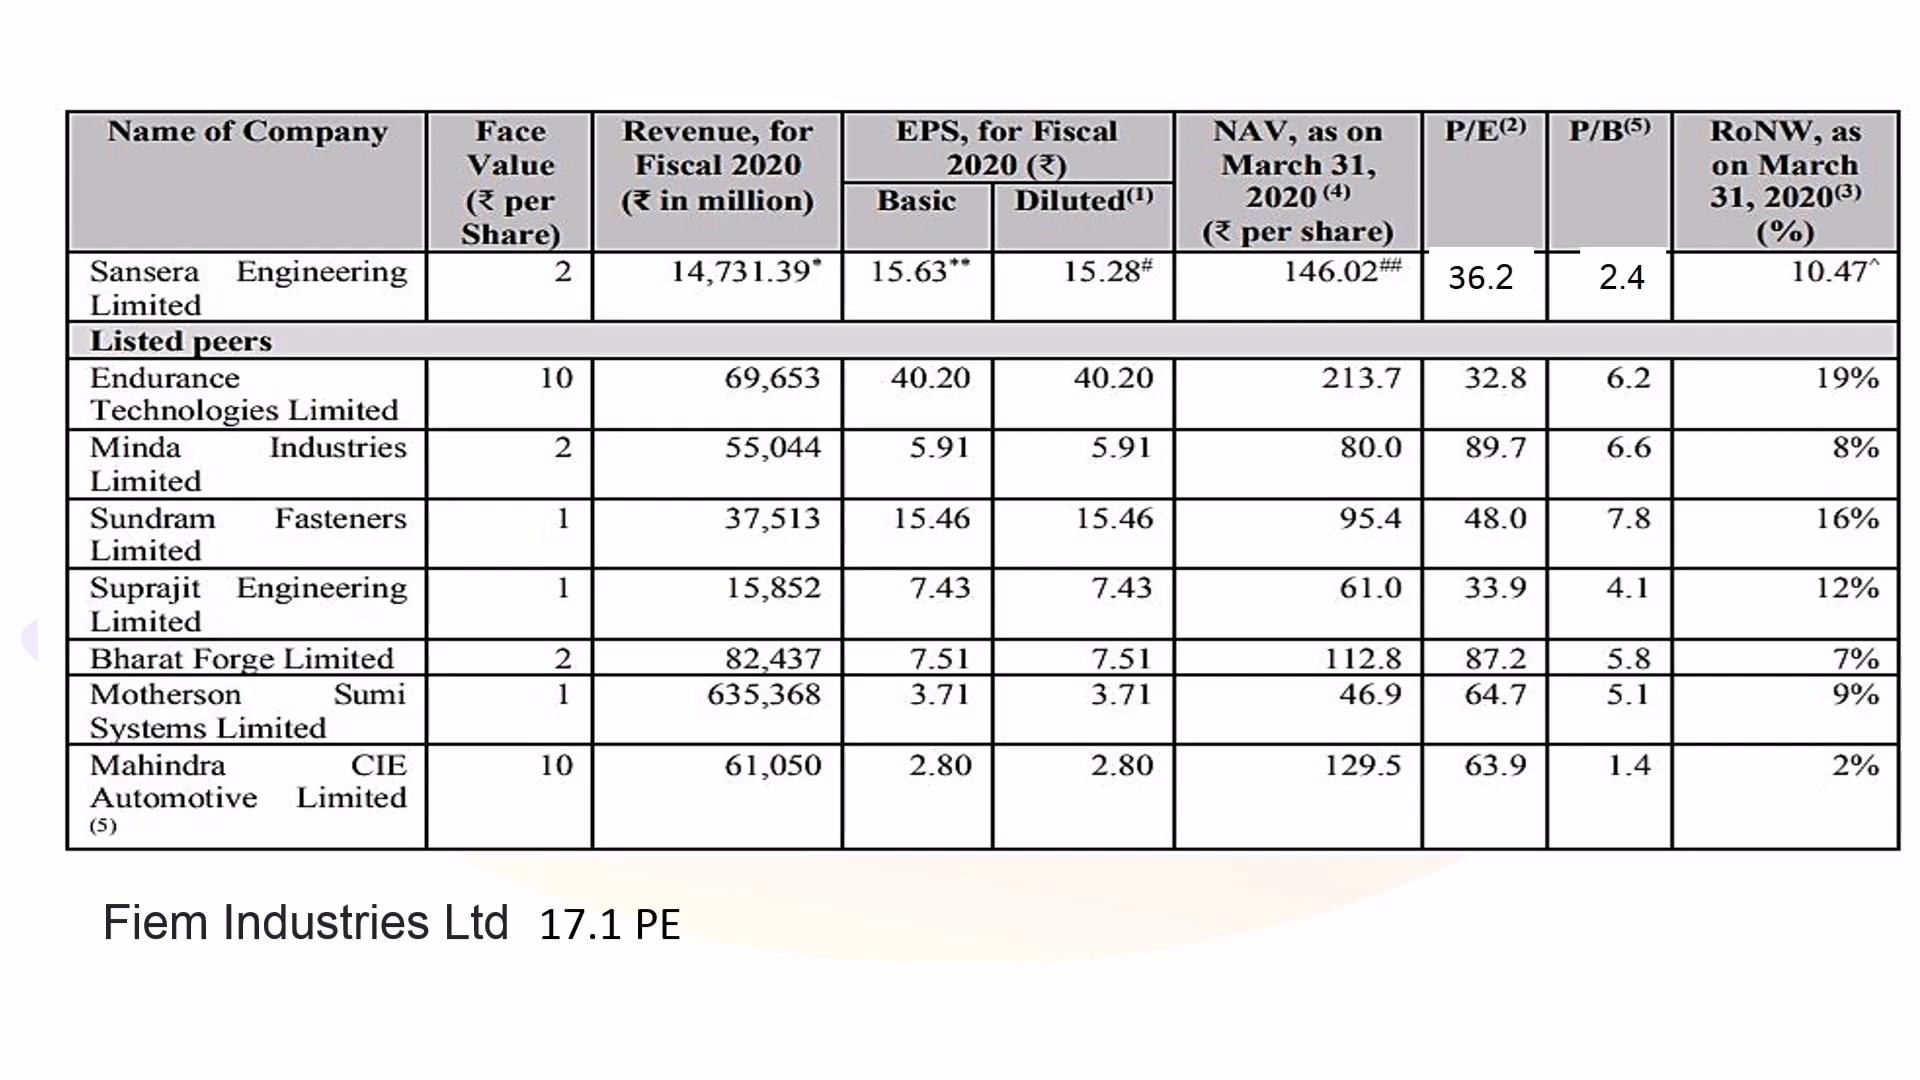 Name of Company Face Value (₹ per Share) Revenue, for Fiscal 2020 (₹ in million) EPS, for Fiscal 2020 (₹) NAV, as on March 31, 2020 (4) (₹ per share) P/E(2) P/B(5) RoNW, as on March 31, 2020(3) (%)
Basic Diluted(1)
Sansera Engineering Limited 2 14,731.39* 15.63** 15.28# 146.02## 36.2 2.4 10.47^
Listed peers
Endurance Technologies Limited 10 69,653 40.20 40.20 213.7 32.8 6.2 19%
Minda Industries Limited 2 55,044 5.91 5.91 80.0 89.7 6.6 8%
Sundram Fasteners Limited 1 37,513 15.46 15.46 95.4 48.0 7.8 16%
Suprajit Engineering Limited 1 15,852 7.43 7.43 61.0 33.9 4.1 12%
Bharat Forge Limited 2 82,437 7.51 7.51 112.8 87.2 5.8 7%
Motherson Sumi Systems Limited 1 635,368 3.71 3.71 46.9 64.7 5.1 9%
Mahindra CIE Automotive Limited (5) 10 61,050 2.80 2.80 129.5 63.9 1.4 2%
Fiem Industries Ltd 17.1 PE